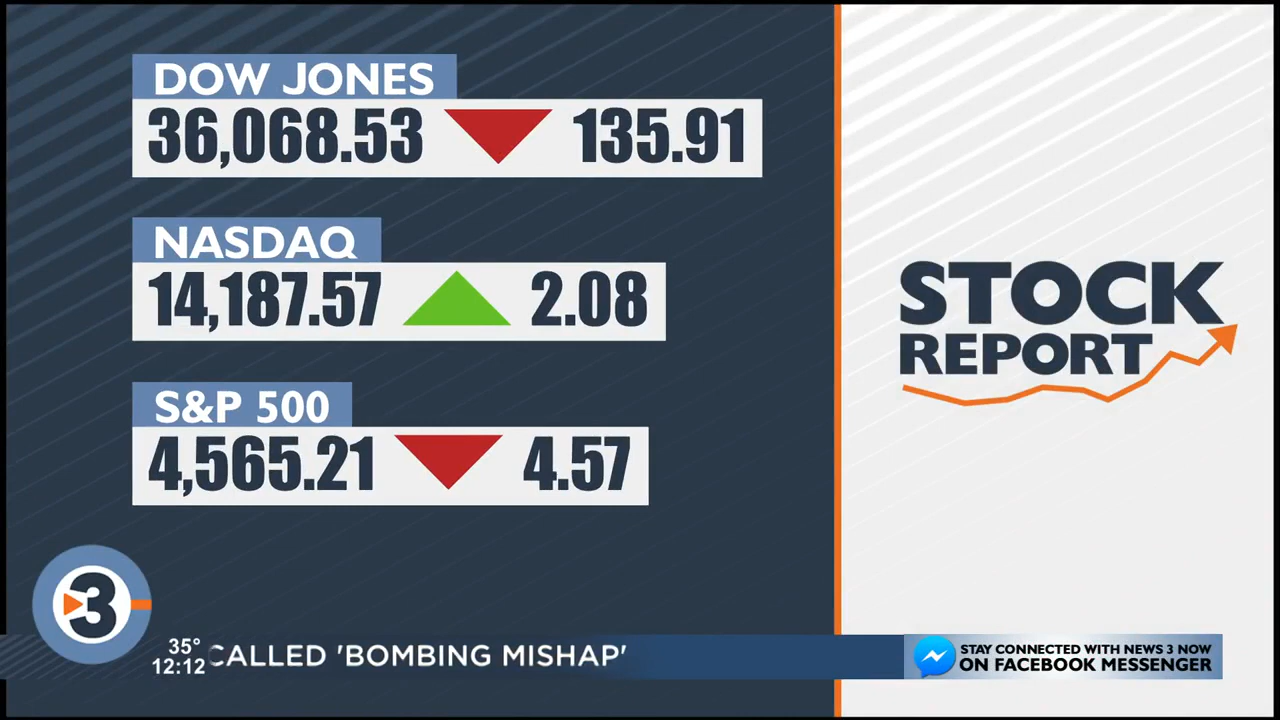 DOW JONES
36,068.53 135.91
NASDAQ
14,187.57 2.08
S&P 500
4,565.21 4.57
STOCK
REPORT
3
35°
12:12
CALLED 'BOMBING MISHAP'
STAY CONNECTED WITH NEWS 3 NOW
ON FACEBOOK MESSENGER